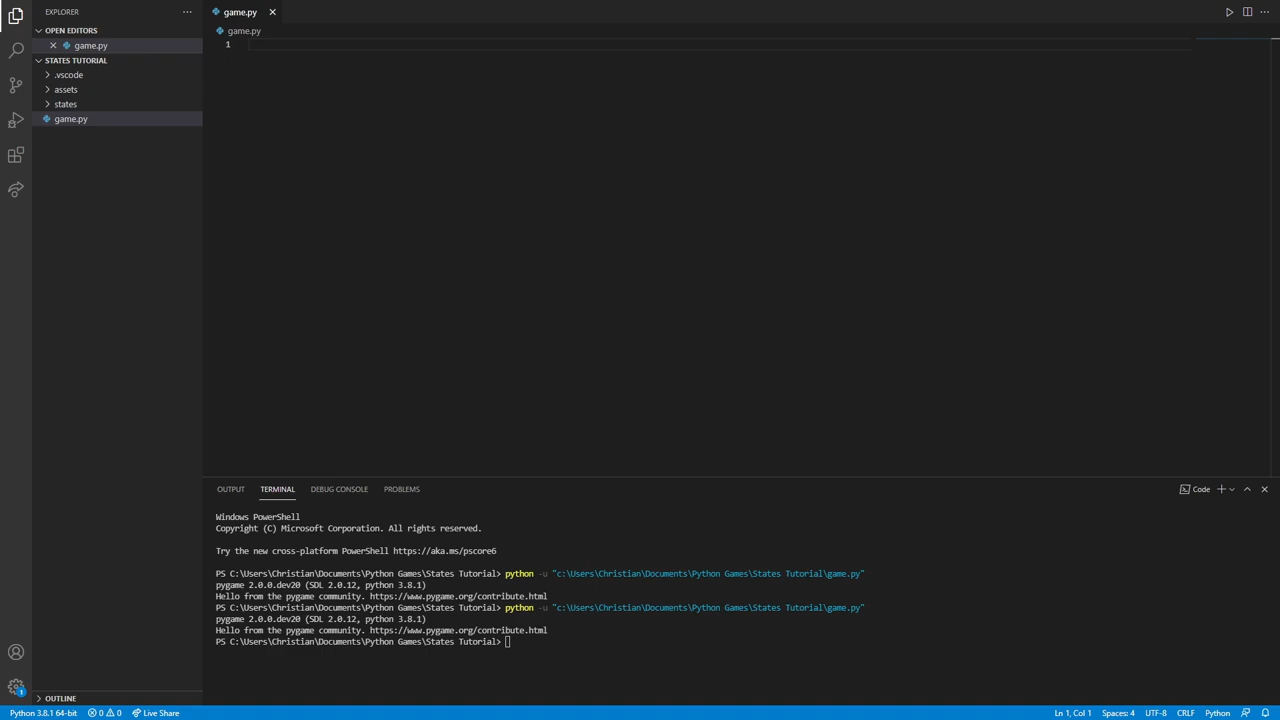 EXPLORER
OPEN EDITORS
game.py
STATES TUTORIAL
.vscode
assets
states
game.py
OUTLINE
game.py
game.py
1
OUTPUT TERMINAL DEBUG CONSOLE PROBLEMS Code
Windows PowerShell
Copyright (C) Microsoft Corporation. All rights reserved.
Try the new cross-platform PowerShell https://aka.ms/pscore6
PS C:\Users\Christian\Documents\Python Games\States Tutorial> python -u "c:\Users\Christian\Documents\Python Games\States Tutorial\game.py"
pygame 2.0.0.dev20 (SDL 2.0.12, python 3.8.1)
Hello from the pygame community. https://www.pygame.org/contribute.html
PS C:\Users\Christian\Documents\Python Games\States Tutorial> python -u "c:\Users\Christian\Documents\Python Games\States Tutorial\game.py"
pygame 2.0.0.dev20 (SDL 2.0.12, python 3.8.1)
Hello from the pygame community. https://www.pygame.org/contribute.html
PS C:\Users\Christian\Documents\Python Games\States Tutorial>
1
Python 3.8.1 64-bit 0 0 Live Share Ln 1, Col 1 Spaces: 4 UTF-8 CRLF Python